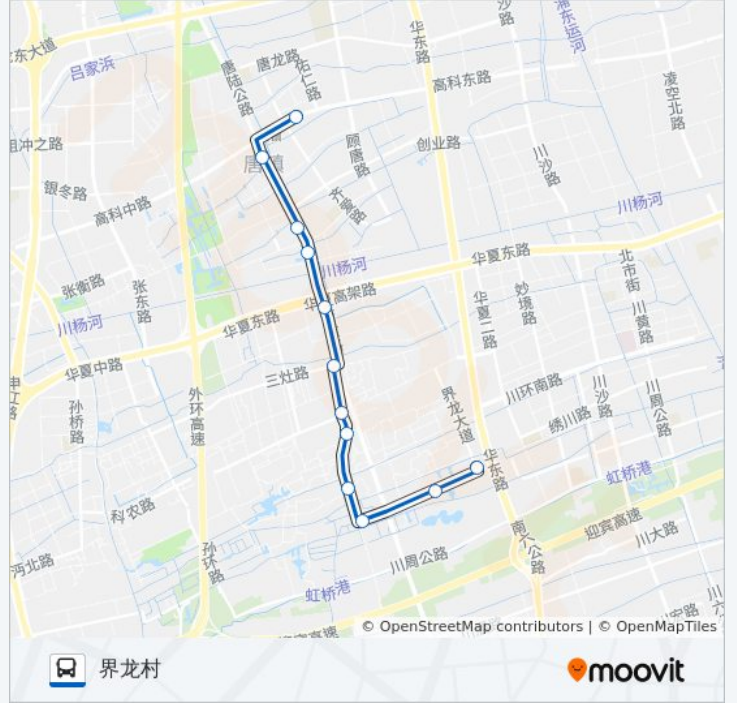 沙路
浦东运河
华东路
唐龙路
佑仁路
东大道
吕家浜
唐陆公路
高科东路
凌空北路
祖冲之路
顾唐路
创业路
川沙路
唐镇
银冬路
齐爱路
高科中路
川杨河
华夏东路
川杨河
北市街
张衡路
张东路
华夏高架路
华夏二路
妙境路
川黄路
川杨河
华夏东路
华夏中路
三灶路
申江路
孙桥路
外环高速
界龙大道
川环南路
川沙路
川周公路
绣川路
华东路
虹桥港
科农路
孙环路
南六公路
迎宾高速
川大路
沔北路
川周公路
虹桥港
迎宾高速
© OpenStreetMap contributors | © OpenMapTiles
界龙村
moovit